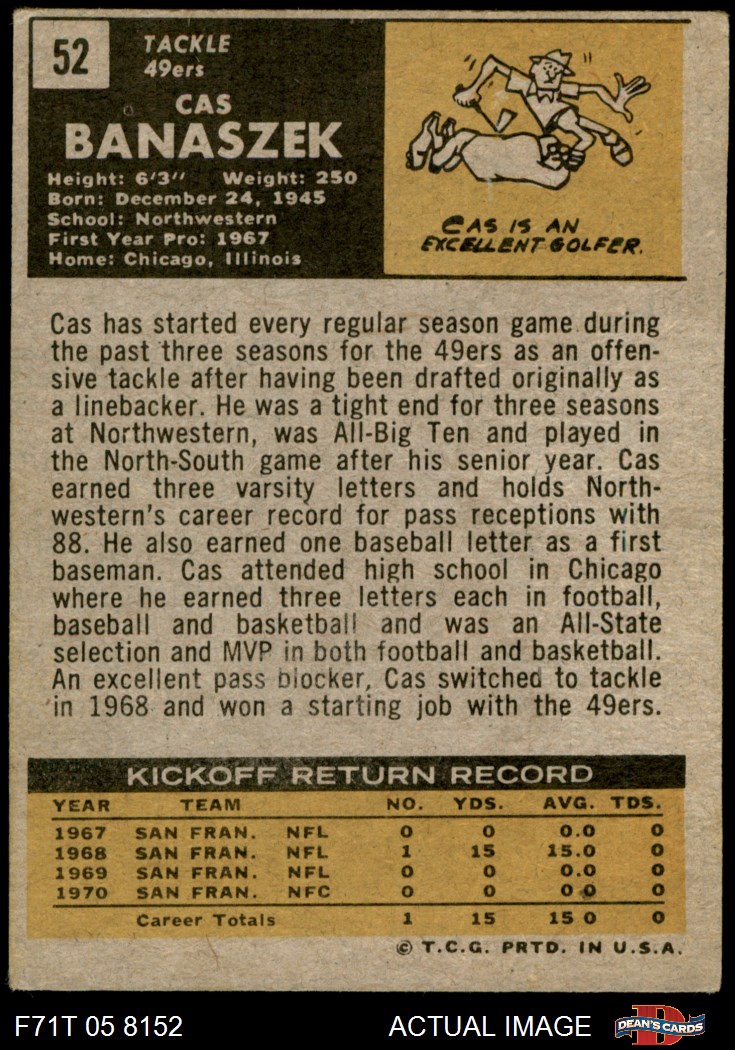 52
TACKLE
49ers
CAS
BANASZEK
Height: 6'3" Weight: 250
Born: December 24, 1945
School: Northwestern
First Year Pro: 1967
Home: Chicago, Illinois
CAS IS AN
EXCELLENT GOLFER.
Cas has started every regular season game during
the past three seasons for the 49ers as an offen-
sive tackle after having been drafted originally as
a linebacker. He was a tight end for three seasons
at Northwestern, was All-Big Ten and played in
the North-South game after his senior year. Cas
earned three varsity letters and holds North-
western's career record for pass receptions with
88. He also earned one baseball letter as a first
baseman. Cas attended high school in Chicago
where he earned three letters each in football,
baseball and basketball and was an All-State
selection and MVP in both football and basketball.
An excellent pass blocker, Cas switched to tackle
in 1968 and won a starting job with the 49ers.
KICKOFF RETURN RECORD
YEAR TEAM NO. YDS. AVG. TDS.
1967 SAN FRAN. NFL 0 0 0.0 0
1968 SAN FRAN. NFL 1 15 15.0 0
1969 SAN FRAN. NFL 0 0 0.0 0
1970 SAN FRAN. NFC 0 0 0 0 0
Career Totals 1 15 15 0 0
© T.C.G. PRTD. IN U.S.A.
F71T 05 8152 ACTUAL IMAGE D DEAN'S CARDS